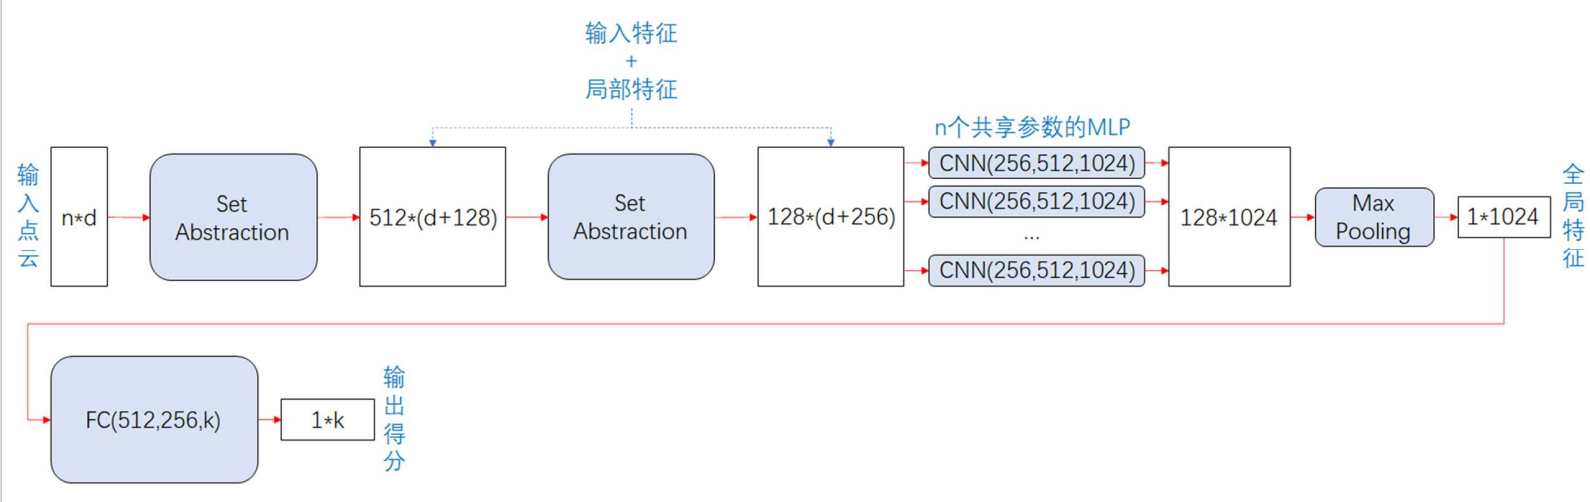 输入特征
+
局部特征
n个共享参数的MLP
输入点云
n*d
Set
Abstraction
512*(d+128)
Set
Abstraction
128*(d+256)
CNN(256,512,1024)
CNN(256,512,1024)
...
CNN(256,512,1024)
128*1024
Max
Pooling
1*1024
全局特征
FC(512,256,k)
1*k
输出得分